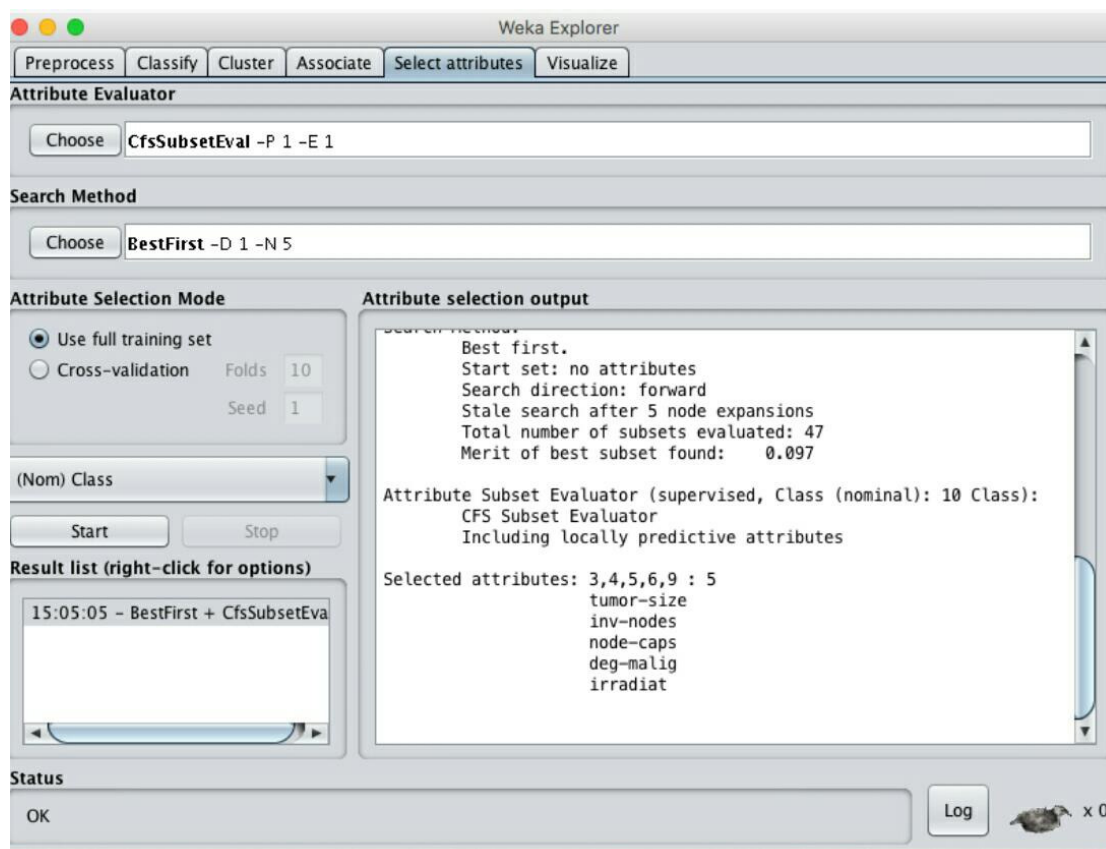 Weka Explorer
Preprocess Classify Cluster Associate Select attributes Visualize
Attribute Evaluator
Choose CfsSubsetEval -P 1 -E 1
Search Method
Choose BestFirst -D 1 -N 5
Attribute Selection Mode
Use full training set
Cross-validation Folds 10
Seed 1
(Nom) Class
Start Stop
Result list (right-click for options)
15:05:05 - BestFirst + CfsSubsetEva
Attribute selection output
Search Method:
Best first.
Start set: no attributes
Search direction: forward
Stale search after 5 node expansions
Total number of subsets evaluated: 47
Merit of best subset found: 0.097
Attribute Subset Evaluator (supervised, Class (nominal): 10 Class):
CFS Subset Evaluator
Including locally predictive attributes
Selected attributes: 3,4,5,6,9 : 5
tumor-size
inv-nodes
node-caps
deg-malig
irradiat
Status
OK
Log x 0